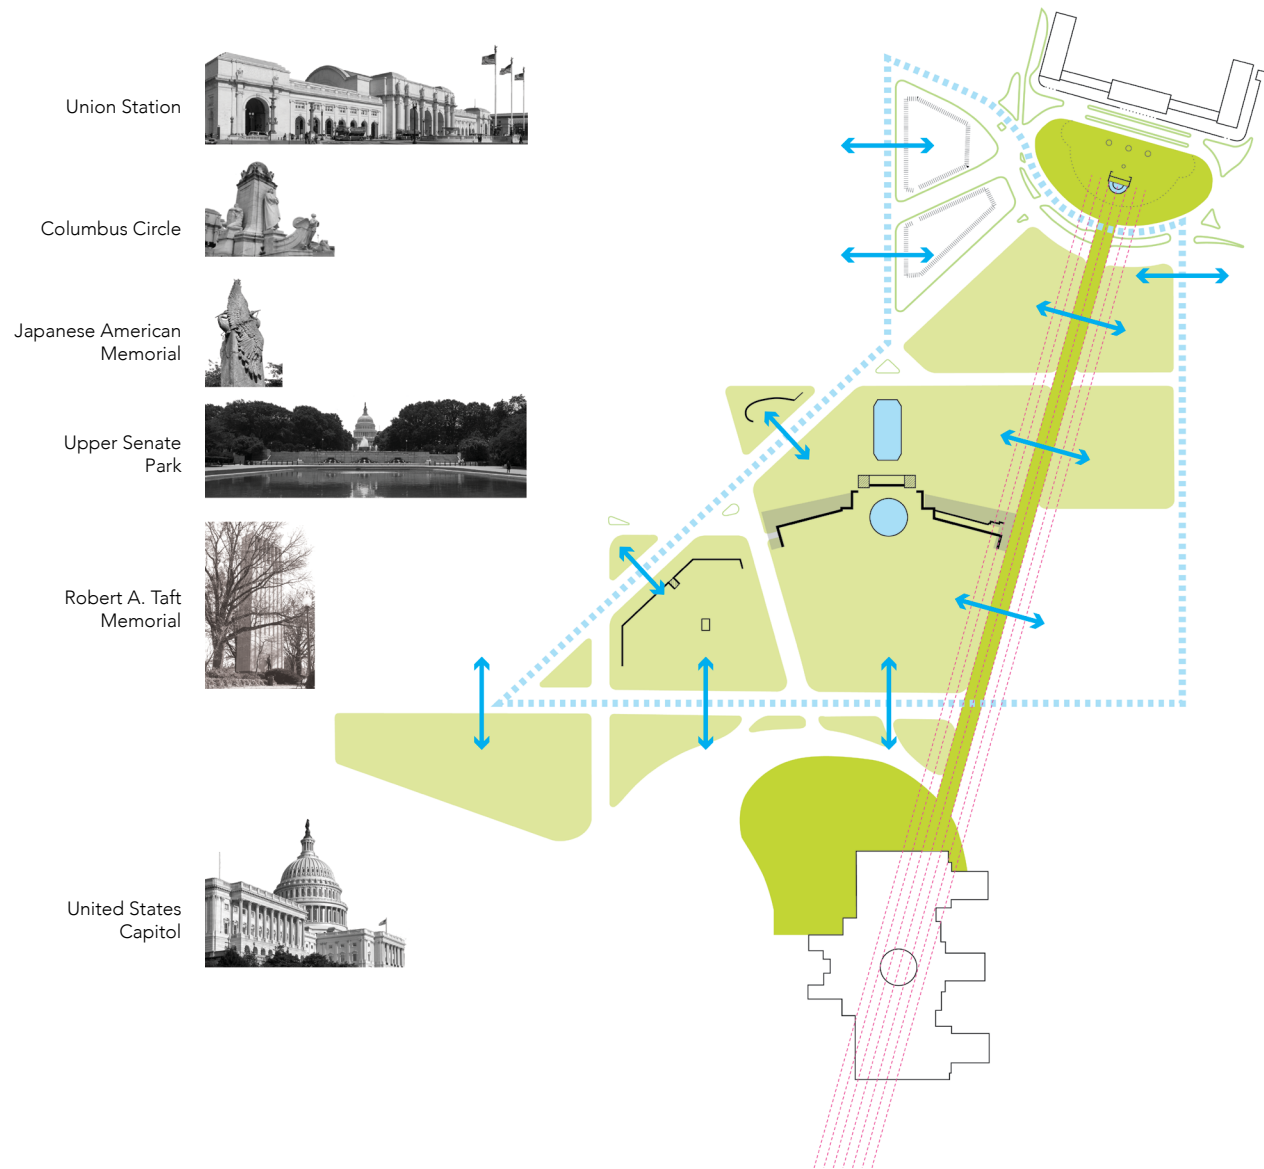 Union Station
Columbus Circle
Japanese American
Memorial
Upper Senate
Park
Robert A. Taft
Memorial
United States
Capitol